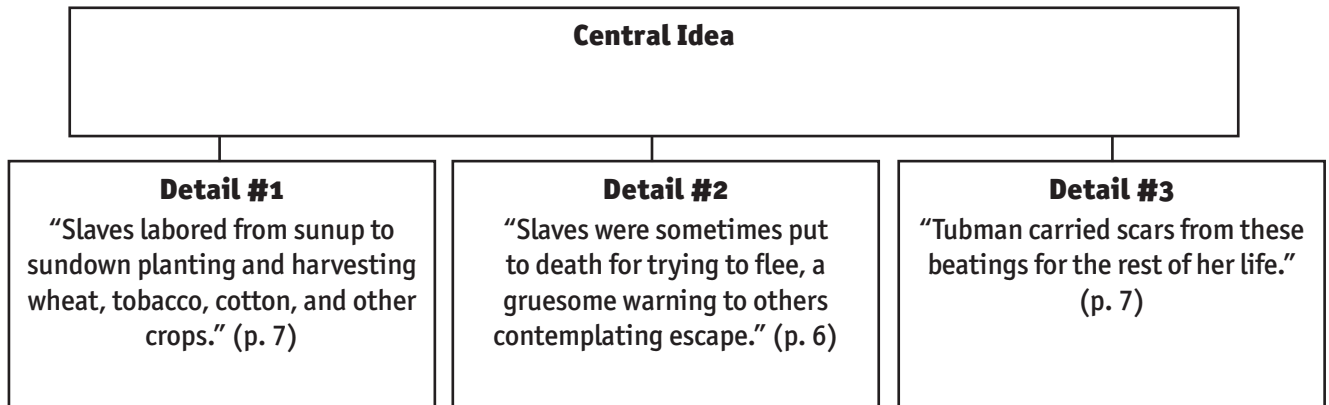 Central Idea
Detail #1
“Slaves labored from sunup to
sundown planting and harvesting
wheat, tobacco, cotton, and other
crops.” (p. 7)
Detail #2
“Slaves were sometimes put
to death for trying to flee, a
gruesome warning to others
contemplating escape.” (p. 6)
Detail #3
“Tubman carried scars from these
beatings for the rest of her life.”
(p. 7)